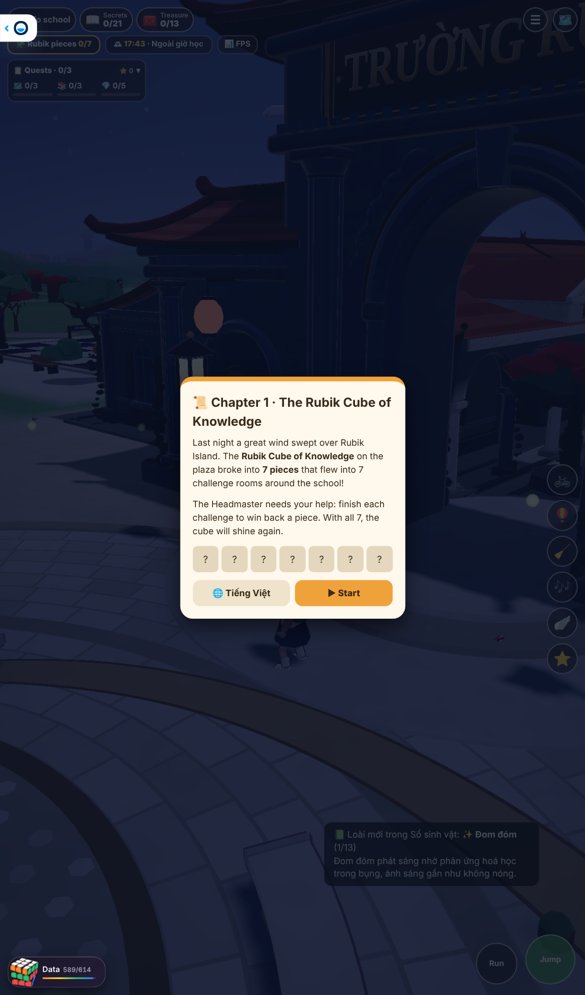 school
Secrets
0/21
Treasure
0/13
Rubik pieces 0/7
17:43 · Ngoài giờ học
FPS
Quests · 0/3
0 ▼
0/3
0/3
0/5
TRƯỜNG
Chapter 1 · The Rubik Cube of
Knowledge
Last night a great wind swept over Rubik
Island. The Rubik Cube of Knowledge on the
plaza broke into 7 pieces that flew into 7
challenge rooms around the school!
The Headmaster needs your help: finish each
challenge to win back a piece. With all 7, the
cube will shine again.
? ? ? ? ? ? ?
Tiếng Việt
▶ Start
Loài mới trong Sổ sinh vật: ✨ Đom đóm
(1/13)
Đom đóm phát sáng nhờ phản ứng hoá học
trong bụng, ánh sáng gần như không nóng.
Data 589/614
Run
Jump